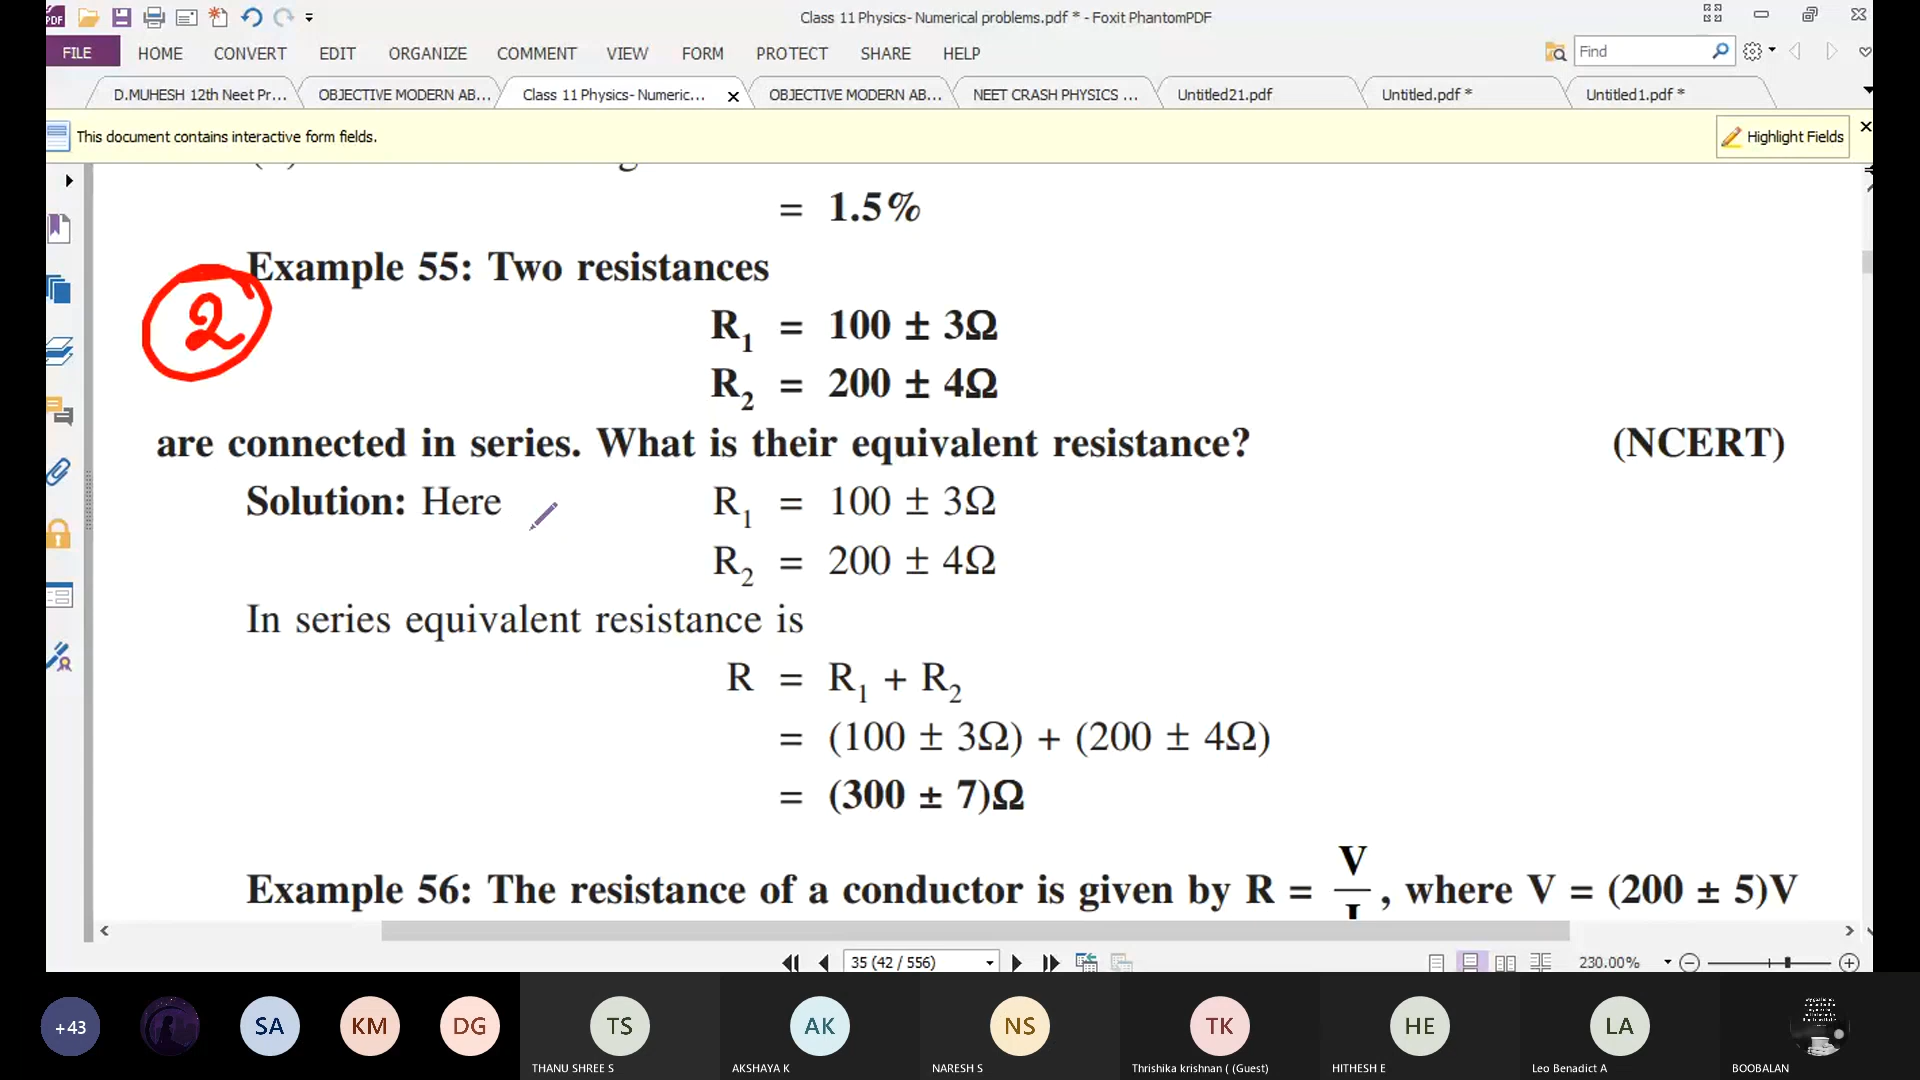 Class 11 Physics- Numerical problems.pdf * - Foxit PhantomPDF
FILE HOME CONVERT EDIT ORGANIZE COMMENT VIEW FORM PROTECT SHARE HELP Find
D.MUHESH 12th Neet Pr... OBJECTIVE MODERN AB... Class 11 Physics- Numeric... OBJECTIVE MODERN AB... NEET CRASH PHYSICS ... Untitled21.pdf Untitled.pdf * Untitled1.pdf *
This document contains interactive form fields. Highlight Fields
= 1.5%
Example 55: Two resistances
2
R1 = 100 ± 3Ω
R2 = 200 ± 4Ω
are connected in series. What is their equivalent resistance? (NCERT)
Solution: Here R1 = 100 ± 3Ω
R2 = 200 ± 4Ω
In series equivalent resistance is
R = R1 + R2
= (100 ± 3Ω) + (200 ± 4Ω)
= (300 ± 7)Ω
Example 56: The resistance of a conductor is given by R = V/I, where V = (200 ± 5)V
35 (42 / 556) 230.00%
+43 SA KM DG TS AK NS TK HE LA
THANU SHREE S AKSHAYA K NARESH S Thrishika krishnan ( (Guest) HITHESH E Leo Benadict A BOOBALAN